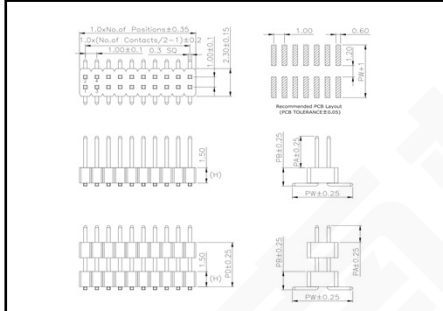 1.0xNo.of Positions±0.35
1.0x(No.of Contacts/2-1)±0.2
1.00±0.1 0.3 SQ
1.00±0.1
2.30±0.15
1.00
0.60
1.20
PW+1
Recommended PCB Layout
(PCB TOLERANCE±0.05)
1.50
(H)
PB±0.25
PA±0.25
PW±0.25
1.50
(H)
PD±0.25
PB±0.25
PA±0.25
PW±0.25